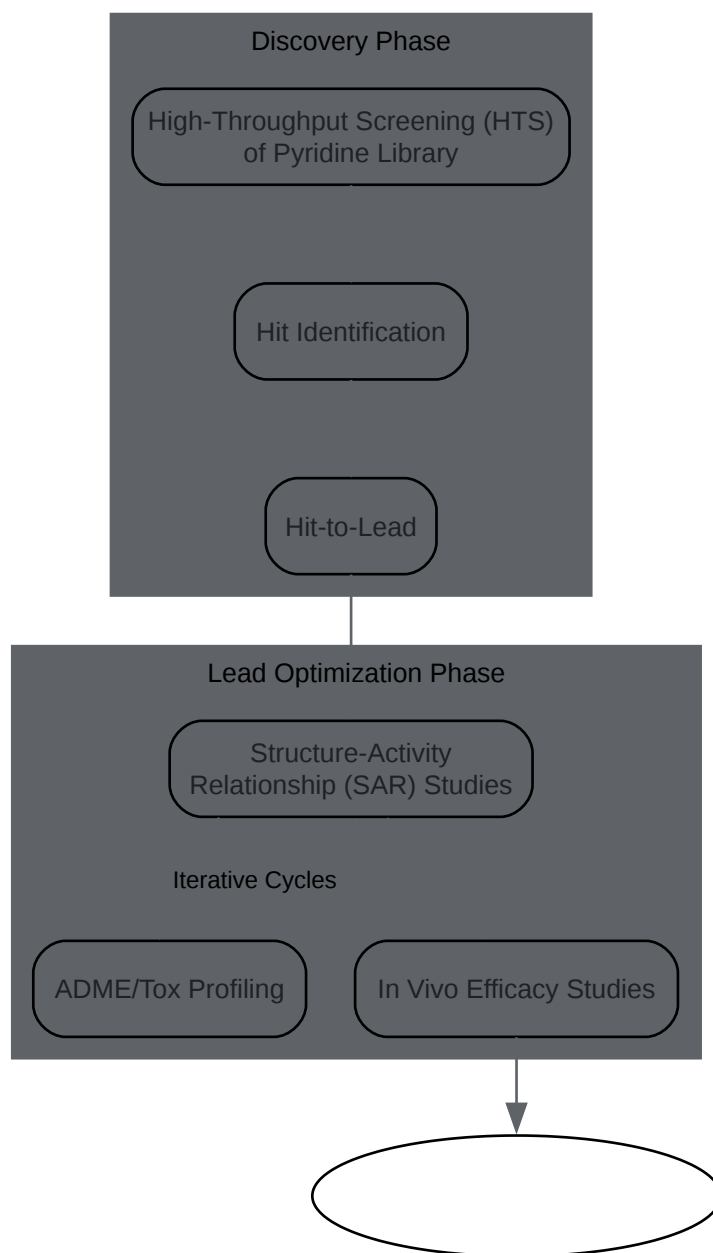 Discovery Phase
High-Throughput Screening (HTS)
of Pyridine Library
Hit Identification
Hit-to-Lead
Lead Optimization Phase
Structure-Activity
Relationship (SAR) Studies
Iterative Cycles
ADME/Tox Profiling
In Vivo Efficacy Studies